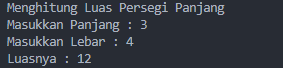 Menghitung Luas Persegi Panjang
Masukkan Panjang : 3
Masukkan Lebar : 4
Luasnya : 12